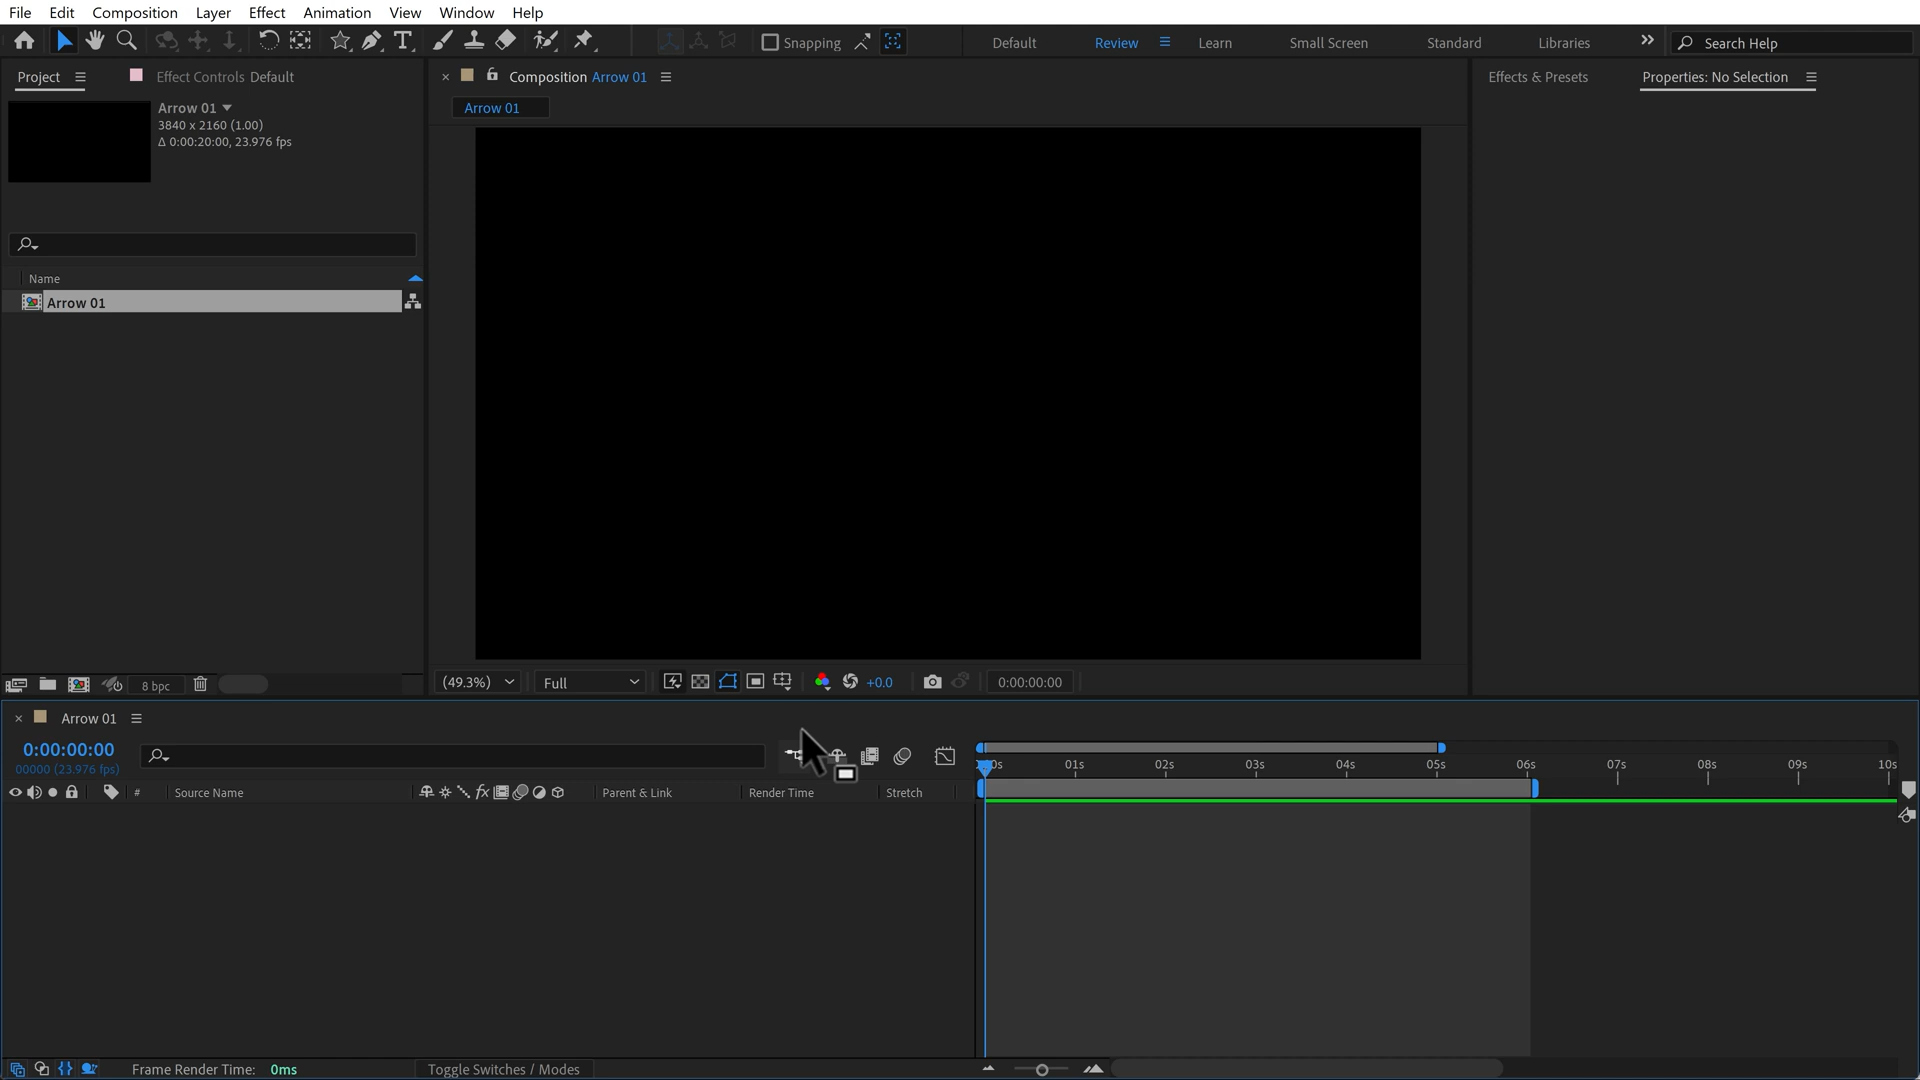 File Edit Composition Layer Effect Animation View Window Help
Snapping Default Review Learn Small Screen Standard Libraries Search Help
Project Effect Controls Default
Composition Arrow 01
Effects & Presets Properties: No Selection
Arrow 01
Arrow 01
3840 x 2160 (1.00)
Δ 0:00:20:00, 23.976 fps
Name
Arrow 01
8 bpc
(49.3%) Full +0.0 0:00:00:00
Arrow 01
0:00:00:00
00000 (23.976 fps)
01s 02s 03s 04s 05s 06s 07s 08s 09s 10s
# Source Name Parent & Link Render Time Stretch
Frame Render Time: 0ms Toggle Switches / Modes